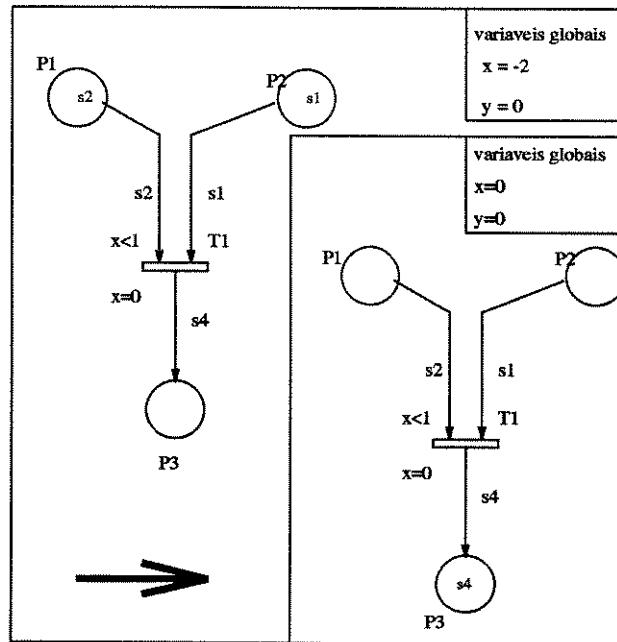 variaveis globais
x = -2
y = 0
P1
s2
P2
s1
s2
s1
x<1
T1
x=0
s4
P3
variaveis globais
x=0
y=0
P1
P2
s2
s1
x<1
T1
x=0
s4
s4
P3